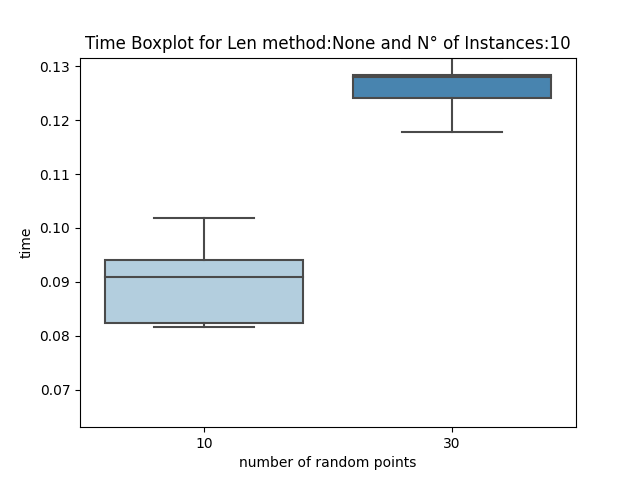 Time Boxplot for Len method:None and N° of Instances:10
0.13
0.12
0.11
0.10
0.09
0.08
0.07
time
10 30
number of random points